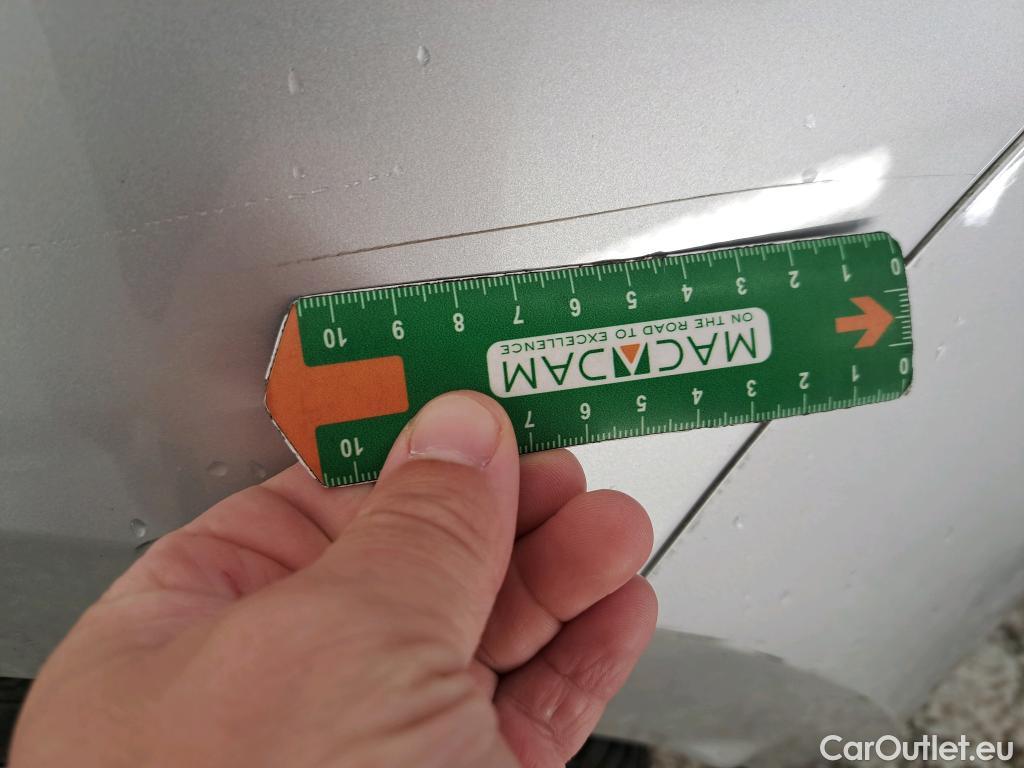 10 9 8 7 6 5 4 3 2 1 0
ON THE ROAD TO EXCELLENCE
MACADAM
10 7 6 5 4 3 2 1 0
CarOutlet.eu